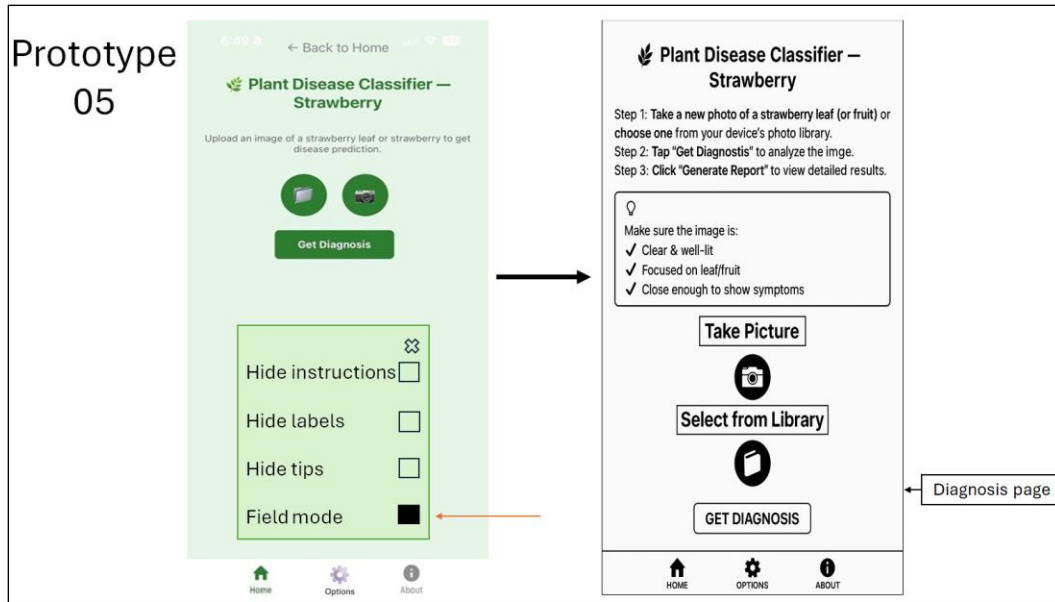 Prototype
05
6:49
← Back to Home
Plant Disease Classifier —
Strawberry
Upload an image of a strawberry leaf or strawberry to get
disease prediction.
Get Diagnosis
Hide instructions
Hide labels
Hide tips
Field mode
Home
Options
About
Plant Disease Classifier —
Strawberry
Step 1: Take a new photo of a strawberry leaf (or fruit) or
choose one from your device's photo library.
Step 2: Tap "Get Diagnostis" to analyze the imge.
Step 3: Click "Generate Report" to view detailed results.
Make sure the image is:
✓ Clear & well-lit
✓ Focused on leaf/fruit
✓ Close enough to show symptoms
Take Picture
Select from Library
GET DIAGNOSIS
HOME
OPTIONS
ABOUT
Diagnosis page